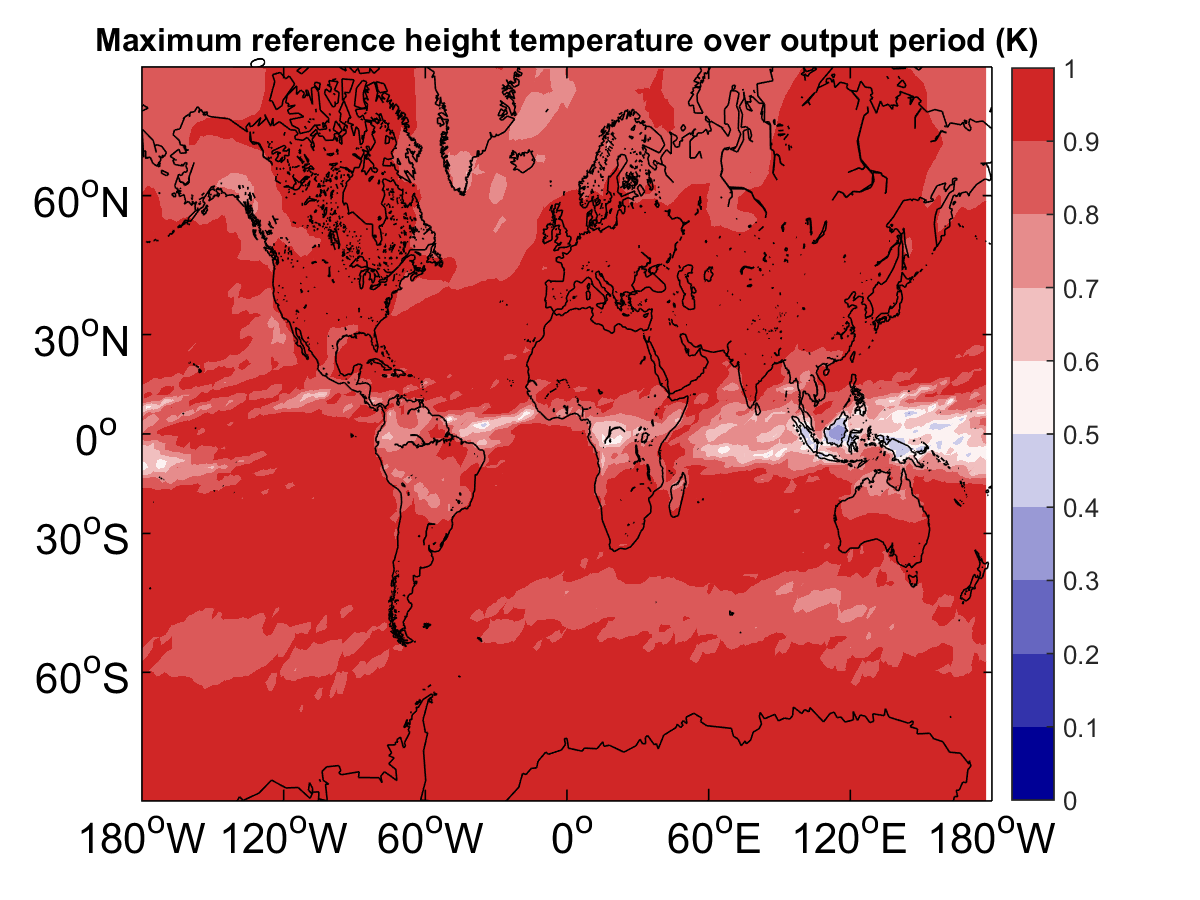 Maximum reference height temperature over output period (K)
1
0.9
0.8
0.7
0.6
0.5
0.4
0.3
0.2
0.1
0
60°N
30°N
0°
30°S
60°S
180°W 120°W 60°W 0° 60°E 120°E 180°W